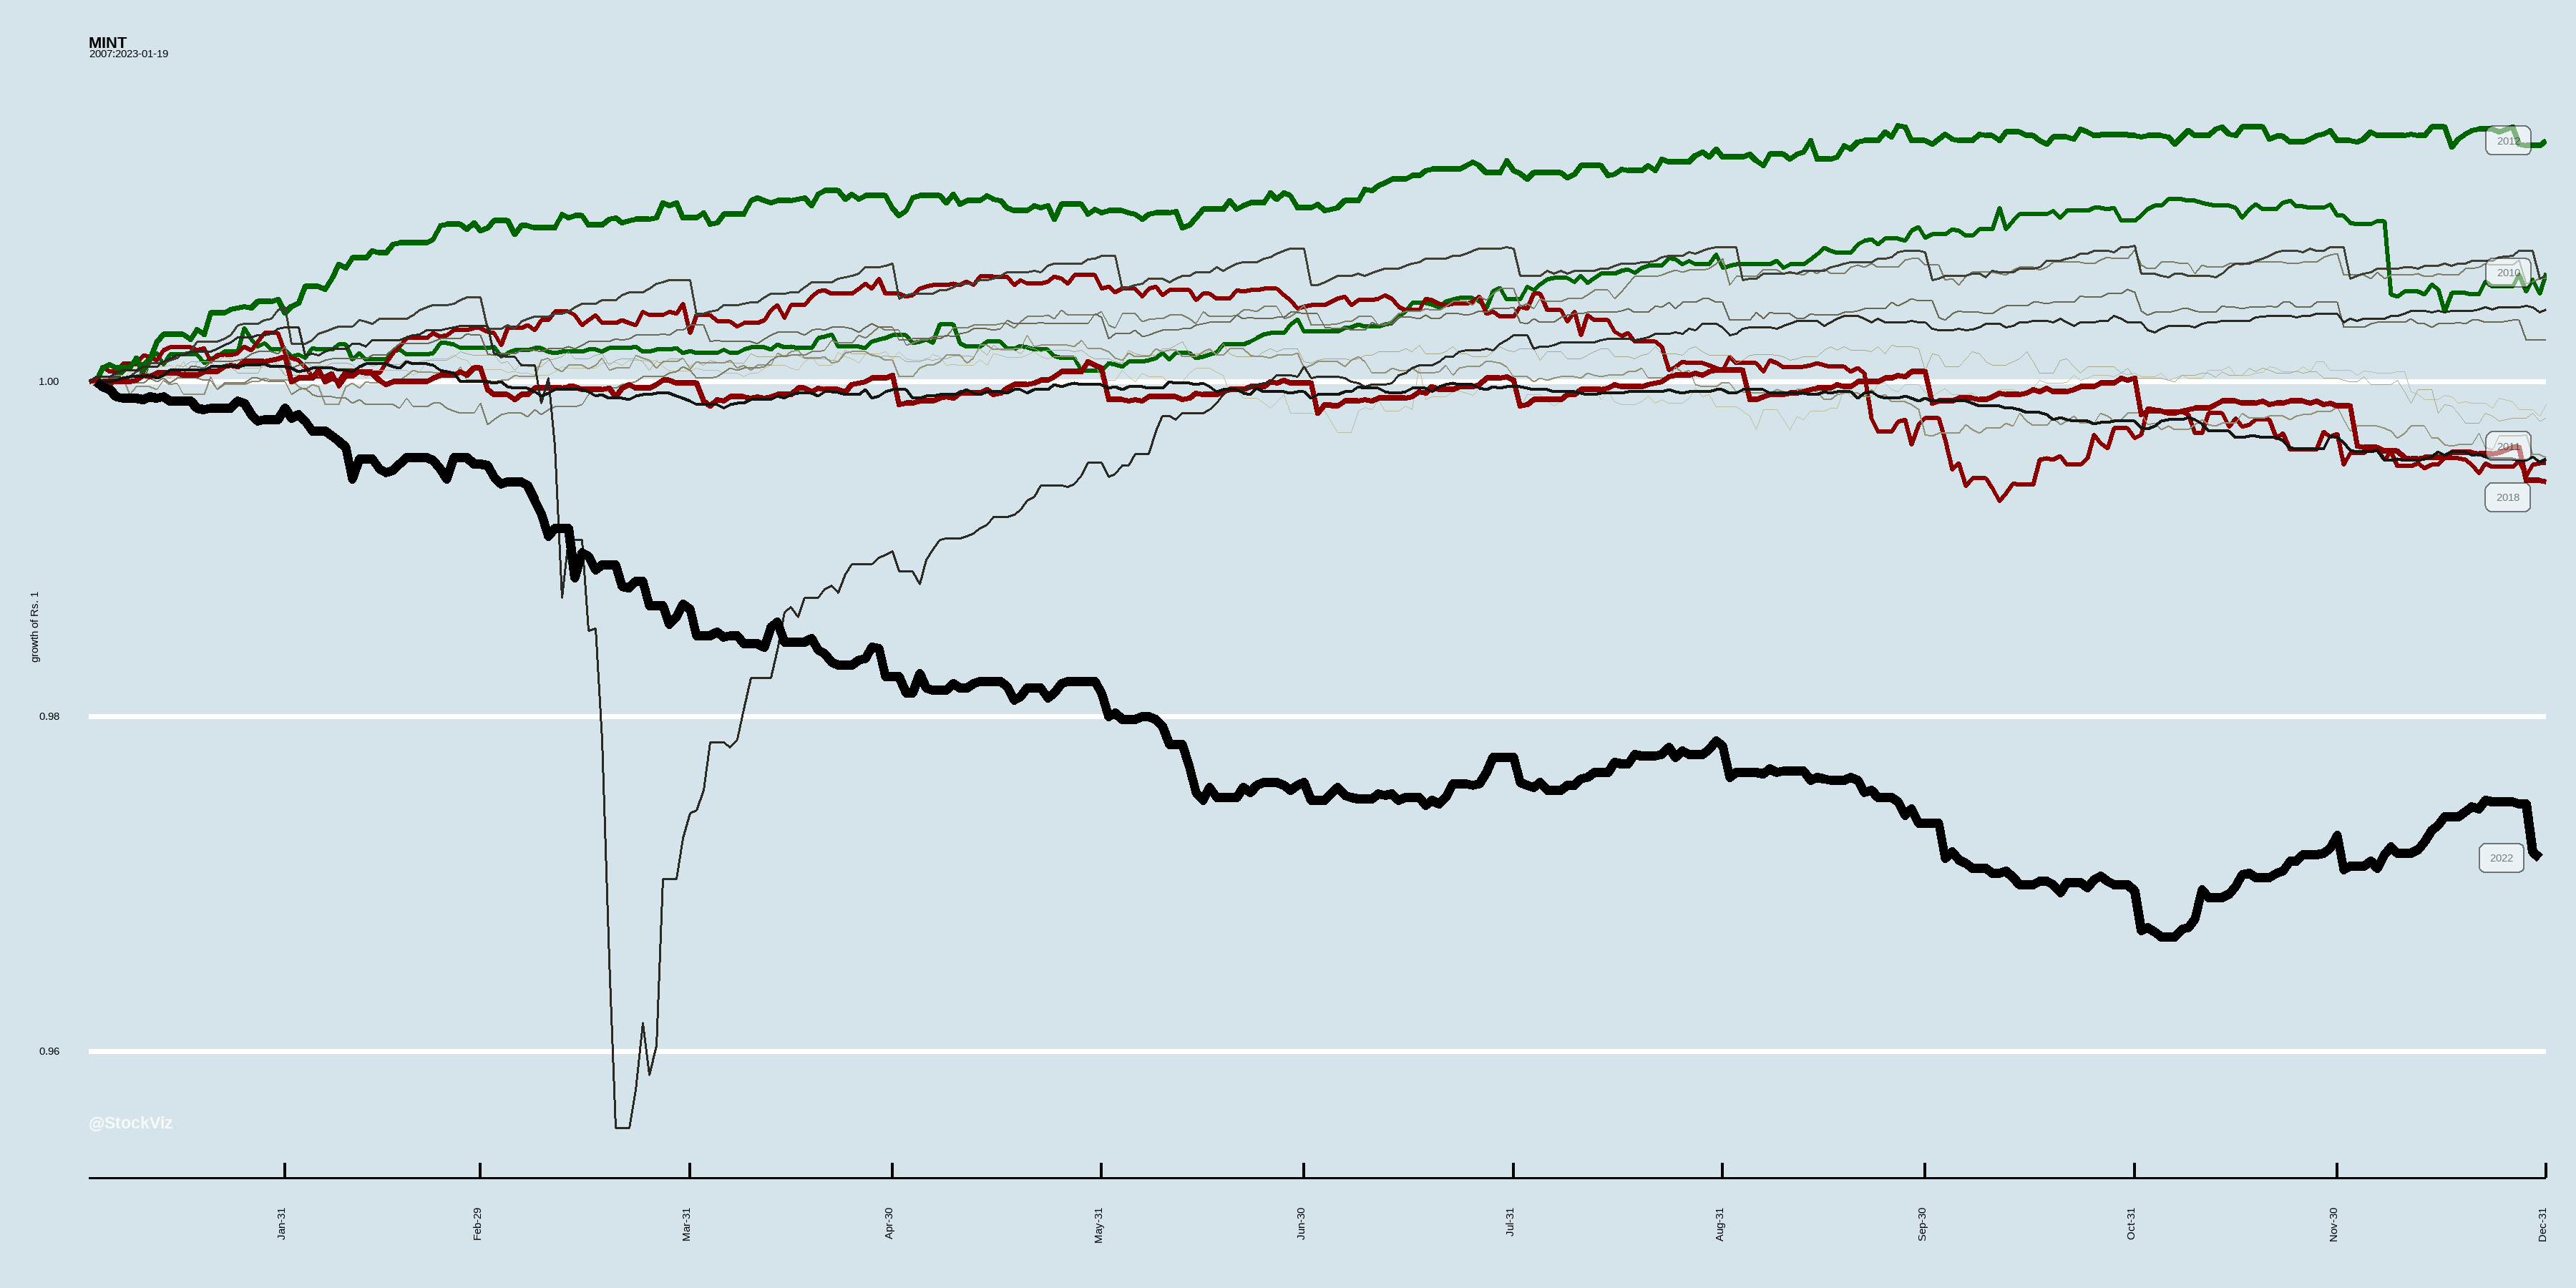 MINT
2007:2023-01-19
2012
1.00
2010
2011
2018
growth of Rs. 1
0.98
2022
0.96
@StockViz
Jan-31
Feb-29
Mar-31
Apr-30
May-31
Jun-30
Jul-31
Aug-31
Sep-30
Oct-31
Nov-30
Dec-31